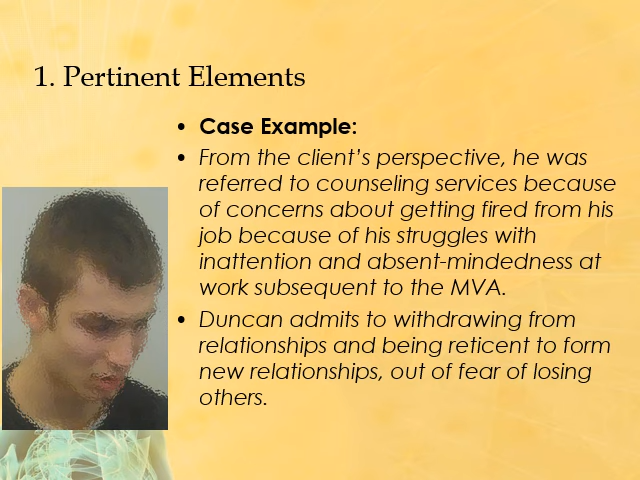 1. Pertinent Elements
• Case Example:
• From the client’s perspective, he was
referred to counseling services because
of concerns about getting fired from his
job because of his struggles with
inattention and absent-mindedness at
work subsequent to the MVA.
• Duncan admits to withdrawing from
relationships and being reticent to form
new relationships, out of fear of losing
others.